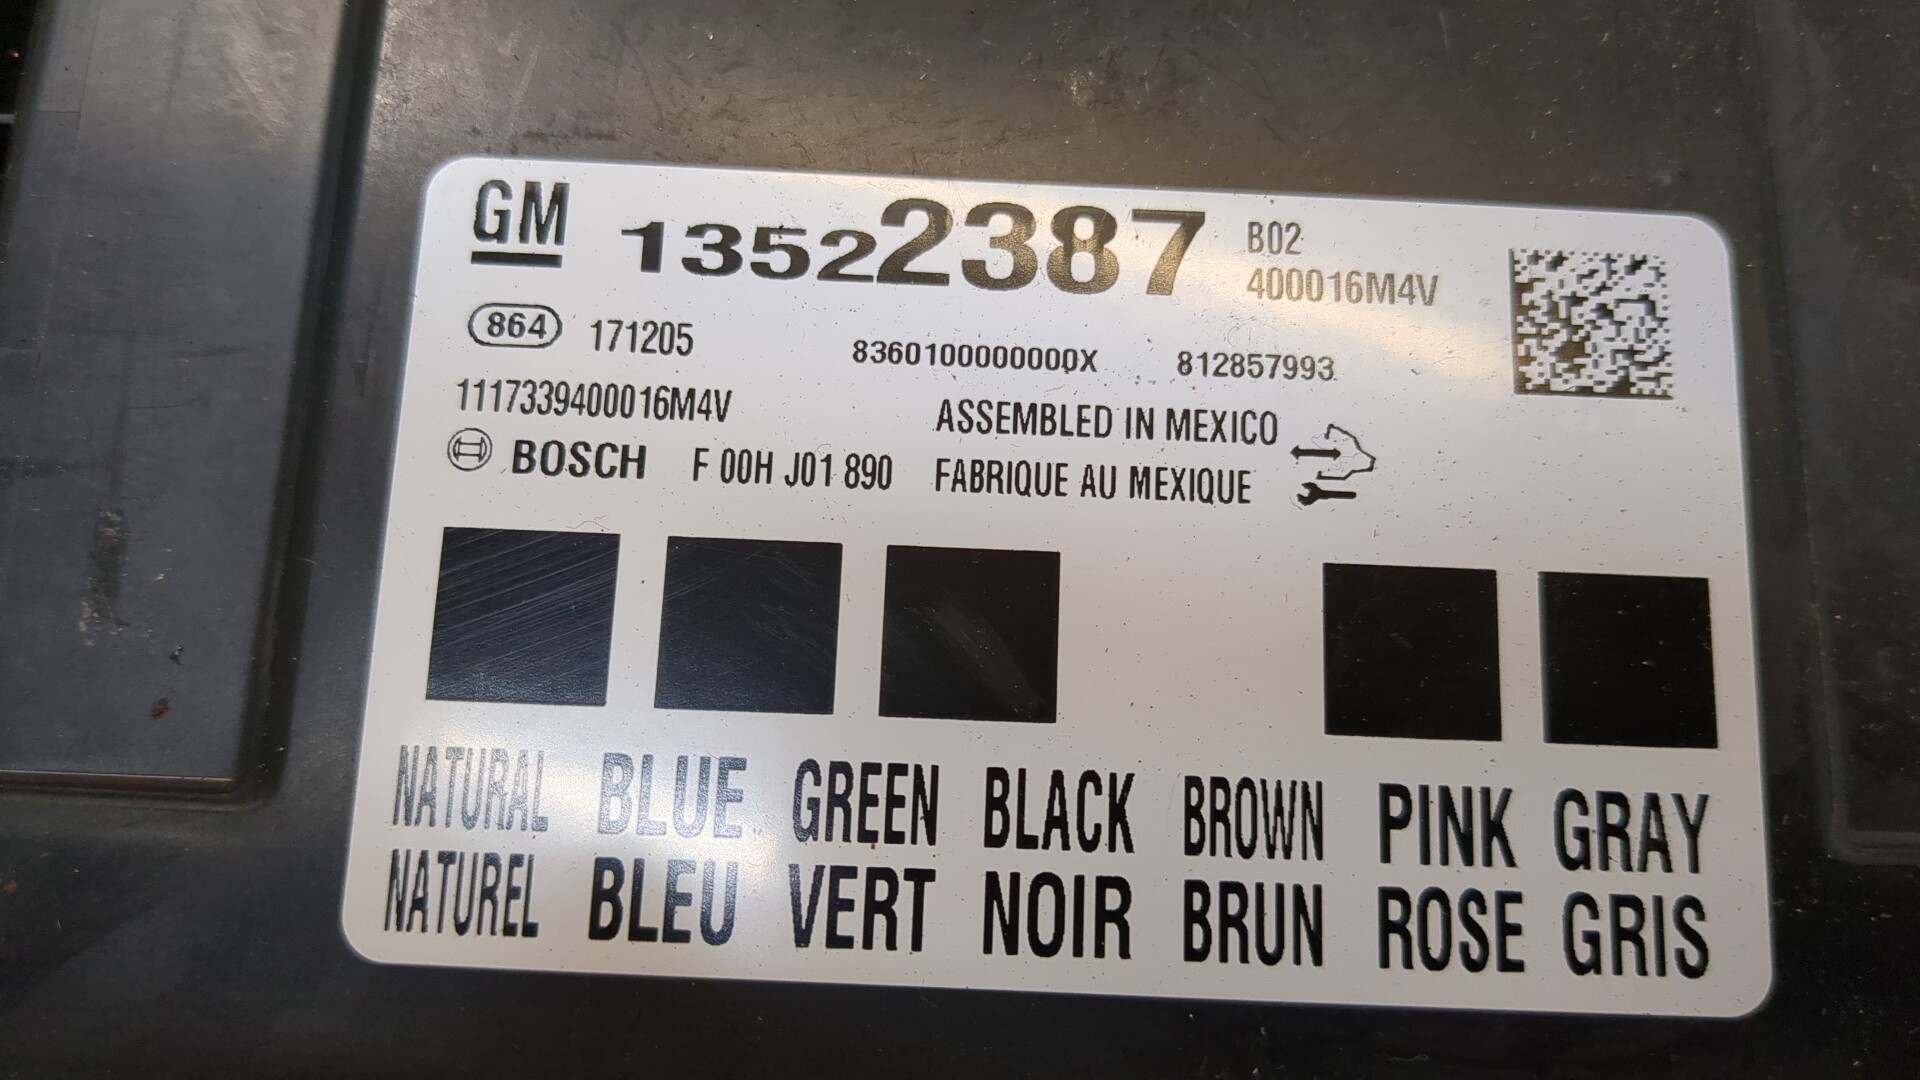 GM 13522387 B02
400016M4V
864 171205 8360100000000X 812857993
1117339400016M4V ASSEMBLED IN MEXICO
BOSCH F 00H J01 890 FABRIQUE AU MEXIQUE
NATURAL BLUE GREEN BLACK BROWN PINK GRAY
NATUREL BLEU VERT NOIR BRUN ROSE GRIS